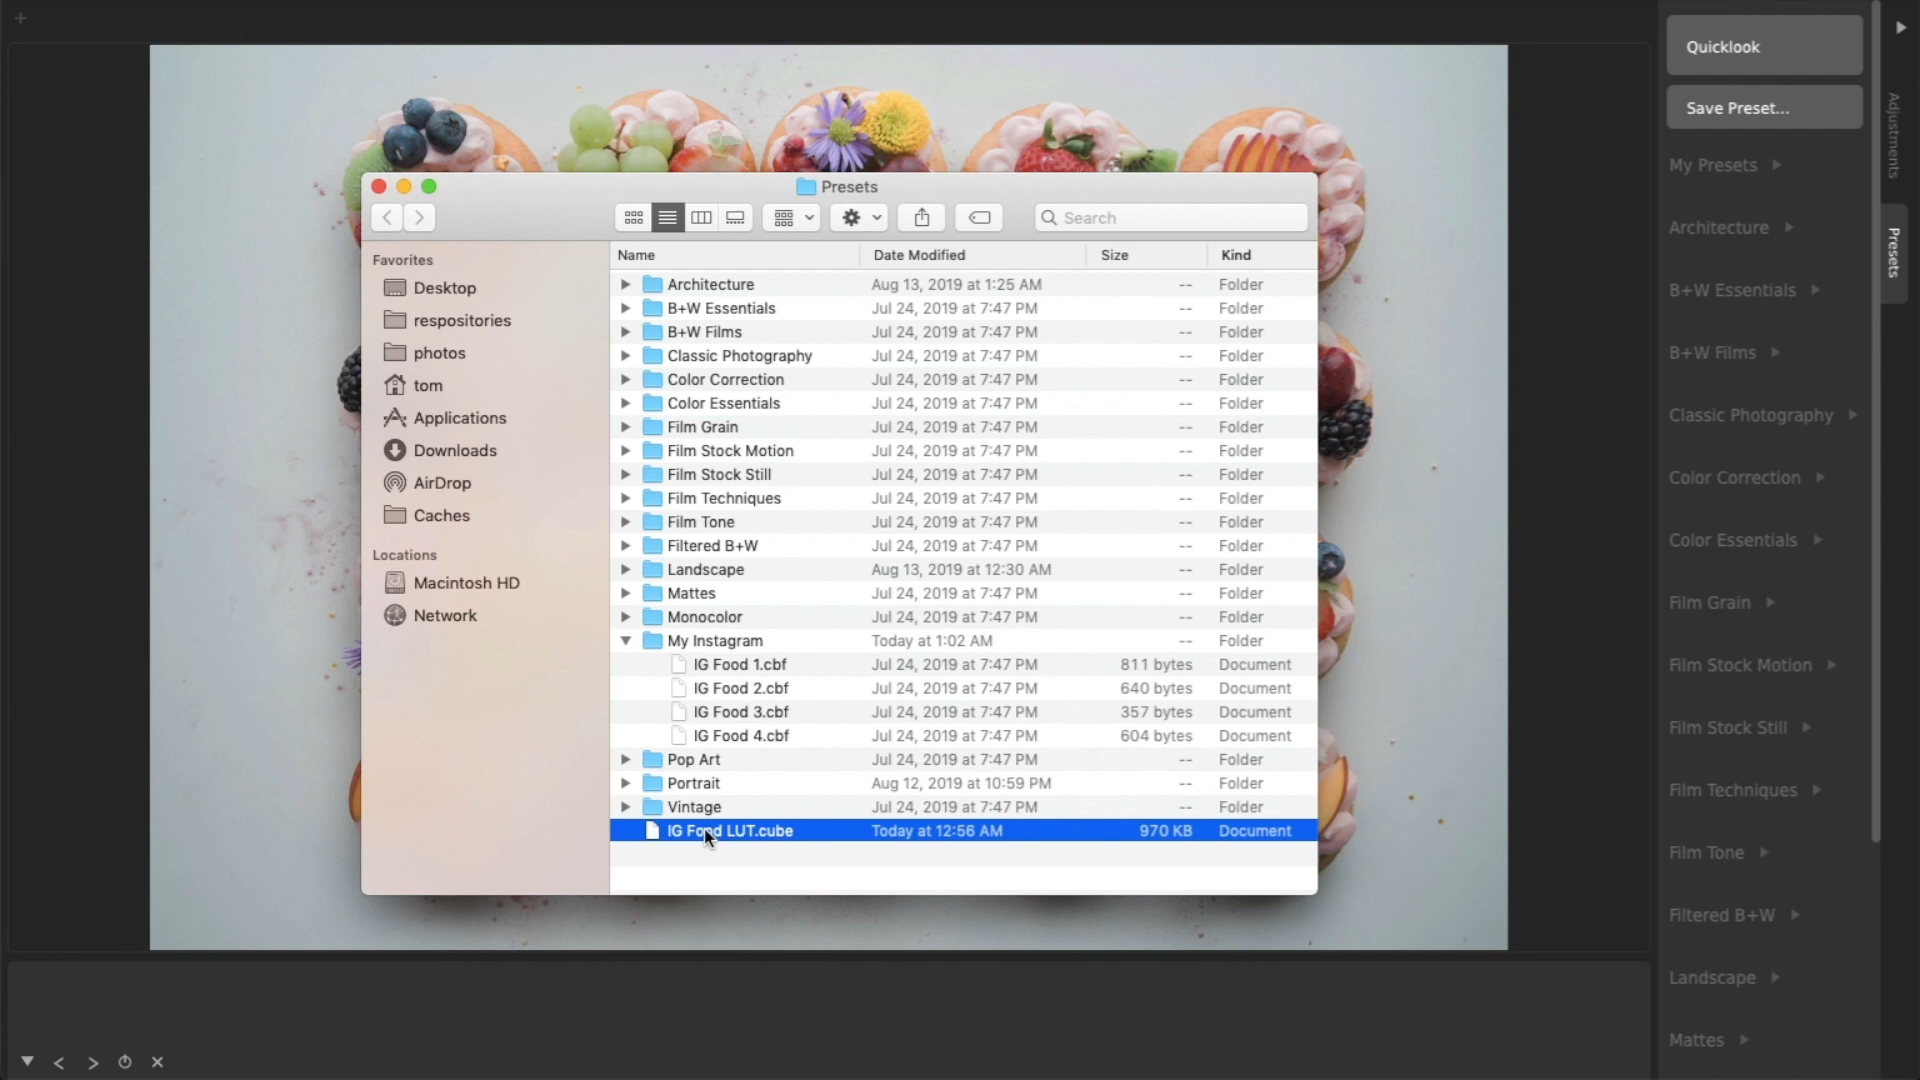 Presets
Search
Favorites
Desktop
respositories
photos
tom
Applications
Downloads
AirDrop
Caches
Locations
Macintosh HD
Network
Name Date Modified Size Kind
Architecture Aug 13, 2019 at 1:25 AM -- Folder
B+W Essentials Jul 24, 2019 at 7:47 PM -- Folder
B+W Films Jul 24, 2019 at 7:47 PM -- Folder
Classic Photography Jul 24, 2019 at 7:47 PM -- Folder
Color Correction Jul 24, 2019 at 7:47 PM -- Folder
Color Essentials Jul 24, 2019 at 7:47 PM -- Folder
Film Grain Jul 24, 2019 at 7:47 PM -- Folder
Film Stock Motion Jul 24, 2019 at 7:47 PM -- Folder
Film Stock Still Jul 24, 2019 at 7:47 PM -- Folder
Film Techniques Jul 24, 2019 at 7:47 PM -- Folder
Film Tone Jul 24, 2019 at 7:47 PM -- Folder
Filtered B+W Jul 24, 2019 at 7:47 PM -- Folder
Landscape Aug 13, 2019 at 12:30 AM -- Folder
Mattes Jul 24, 2019 at 7:47 PM -- Folder
Monocolor Jul 24, 2019 at 7:47 PM -- Folder
My Instagram Today at 1:02 AM -- Folder
IG Food 1.cbf Jul 24, 2019 at 7:47 PM 811 bytes Document
IG Food 2.cbf Jul 24, 2019 at 7:47 PM 640 bytes Document
IG Food 3.cbf Jul 24, 2019 at 7:47 PM 357 bytes Document
IG Food 4.cbf Jul 24, 2019 at 7:47 PM 604 bytes Document
Pop Art Jul 24, 2019 at 7:47 PM -- Folder
Portrait Aug 12, 2019 at 10:59 PM -- Folder
Vintage Jul 24, 2019 at 7:47 PM -- Folder
IG Food LUT.cube Today at 12:56 AM 970 KB Document
Quicklook
Save Preset...
My Presets
Architecture
B+W Essentials
B+W Films
Classic Photography
Color Correction
Color Essentials
Film Grain
Film Stock Motion
Film Stock Still
Film Techniques
Film Tone
Filtered B+W
Landscape
Mattes
Adjustments
Presets